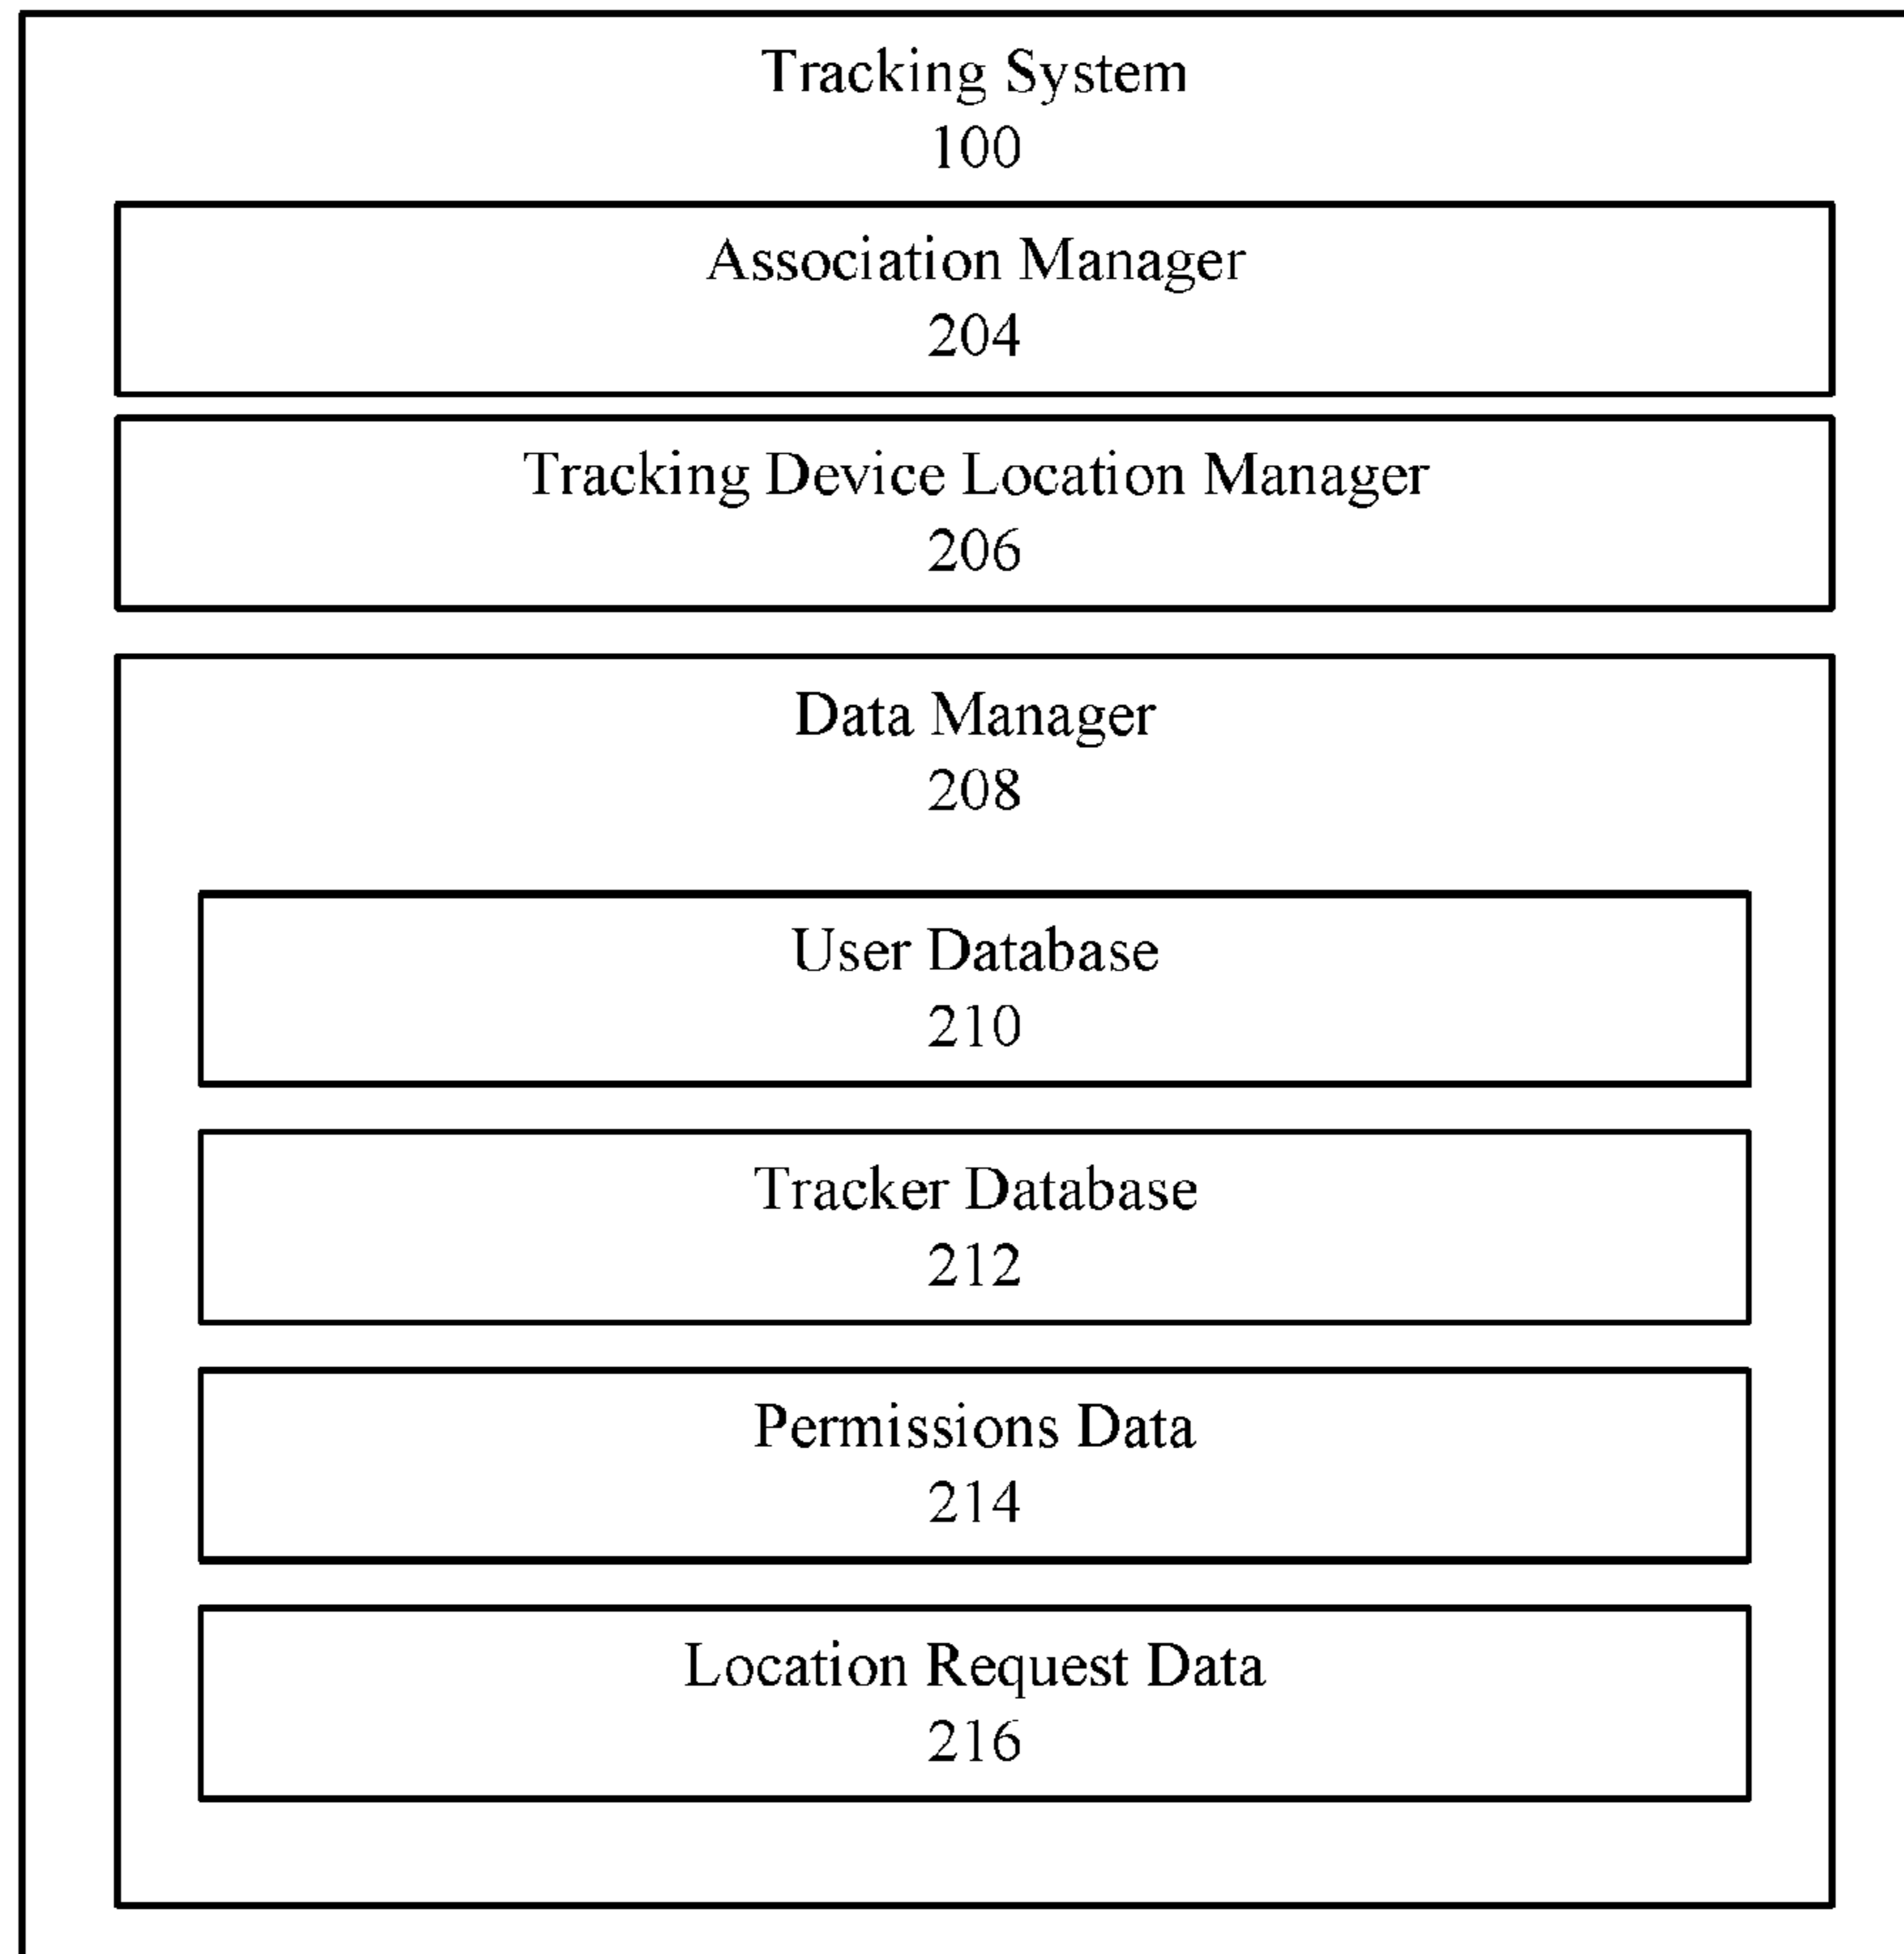 Tracking System
100
Association Manager
204
Tracking Device Location Manager
206
Data Manager
208
User Database
210
Tracker Database
212
Permissions Data
214
Location Request Data
216